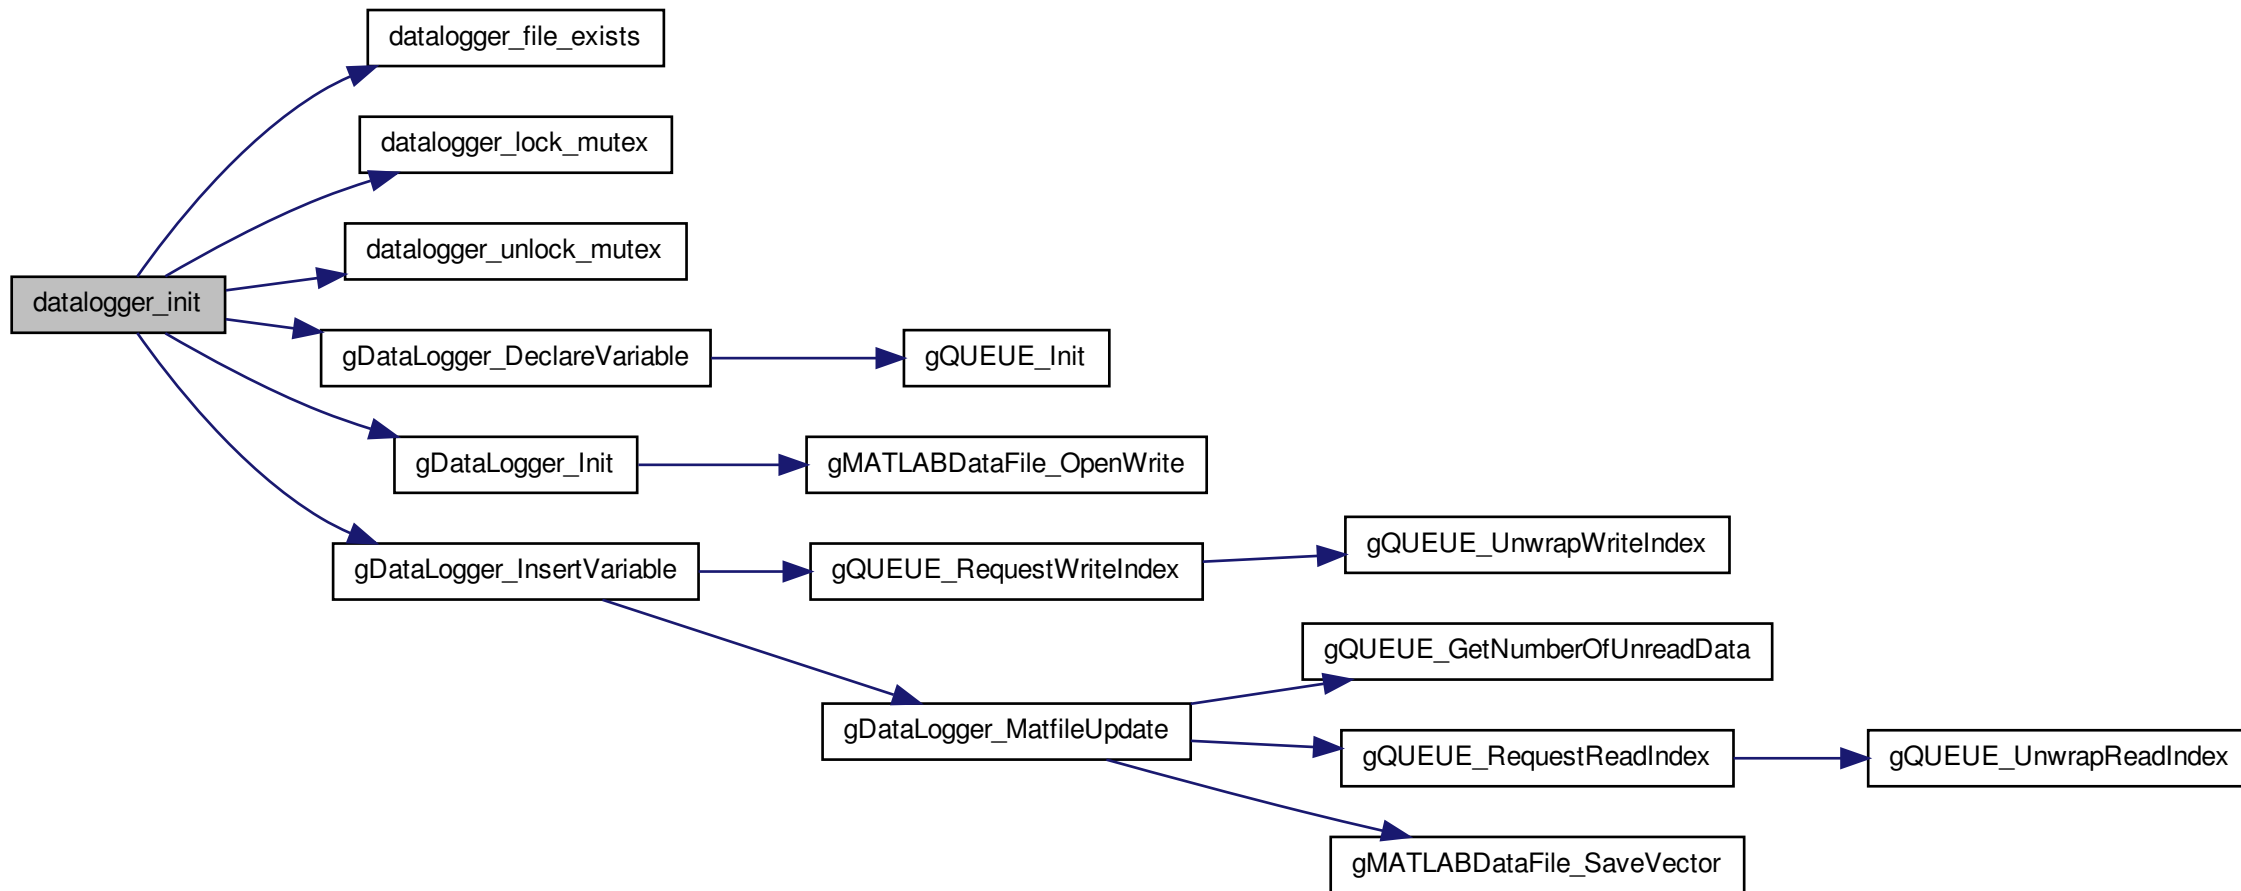 datalogger_file_exists
datalogger_lock_mutex
datalogger_unlock_mutex
datalogger_init
gDataLogger_DeclareVariable
gQUEUE_Init
gDataLogger_Init
gMATLABDataFile_OpenWrite
gDataLogger_InsertVariable
gQUEUE_RequestWriteIndex
gQUEUE_UnwrapWriteIndex
gDataLogger_MatfileUpdate
gQUEUE_GetNumberOfUnreadData
gQUEUE_RequestReadIndex
gQUEUE_UnwrapReadIndex
gMATLABDataFile_SaveVector